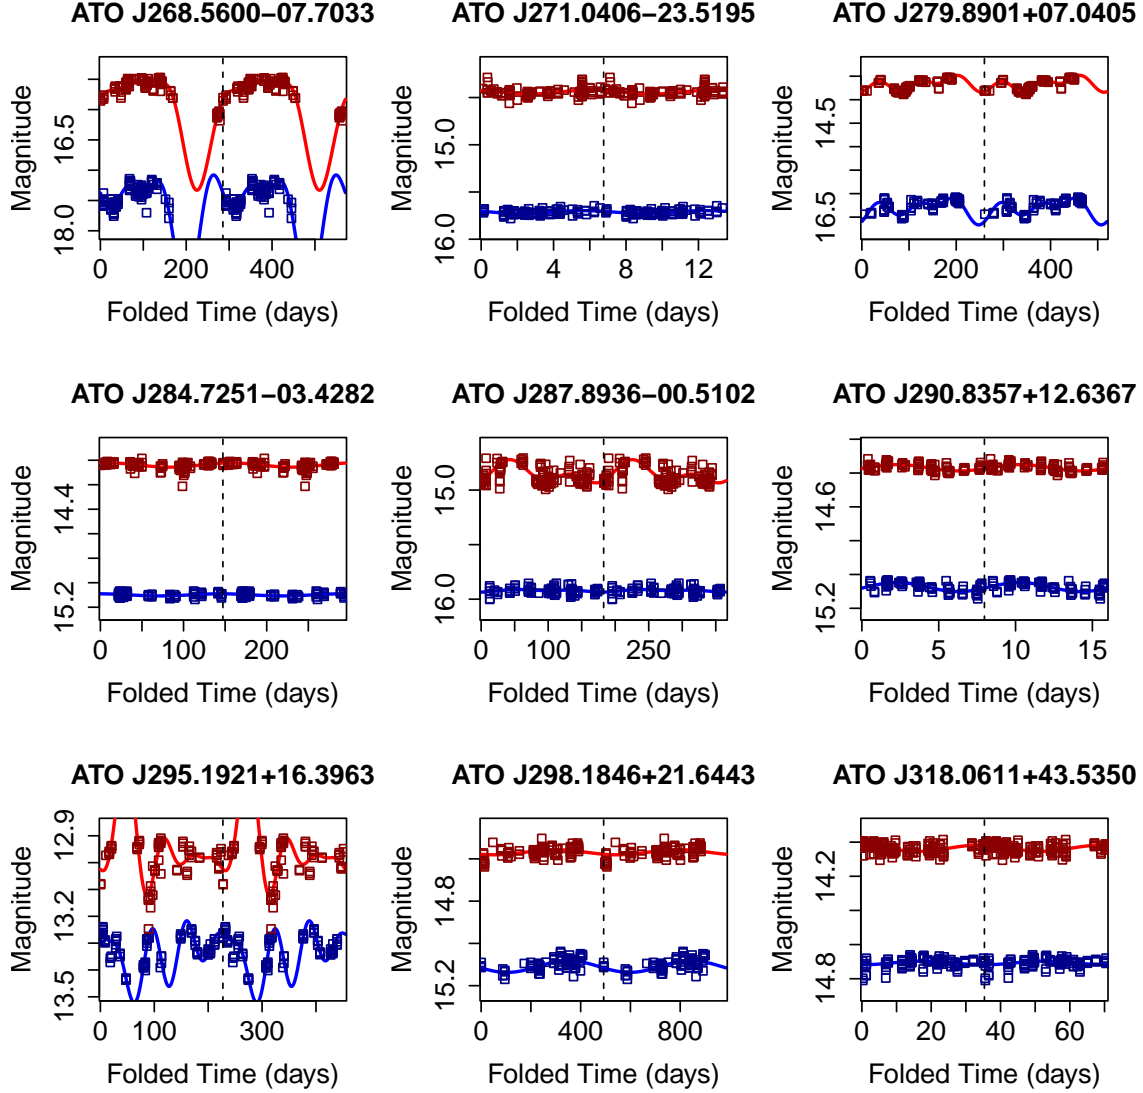 ATO J268.5600−07.7033
Magnitude
16.5
18.0
0 200 400
Folded Time (days)
ATO J271.0406−23.5195
Magnitude
15.0
16.0
0 4 8 12
Folded Time (days)
ATO J279.8901+07.0405
Magnitude
14.5
16.5
0 200 400
Folded Time (days)
ATO J284.7251−03.4282
Magnitude
14.4
15.2
0 100 200
Folded Time (days)
ATO J287.8936−00.5102
Magnitude
15.0
16.0
0 100 250
Folded Time (days)
ATO J290.8357+12.6367
Magnitude
14.6
15.2
0 5 10 15
Folded Time (days)
ATO J295.1921+16.3963
Magnitude
12.9
13.2
13.5
0 100 300
Folded Time (days)
ATO J298.1846+21.6443
Magnitude
14.8
15.2
0 400 800
Folded Time (days)
ATO J318.0611+43.5350
Magnitude
14.2
14.8
0 20 40 60
Folded Time (days)